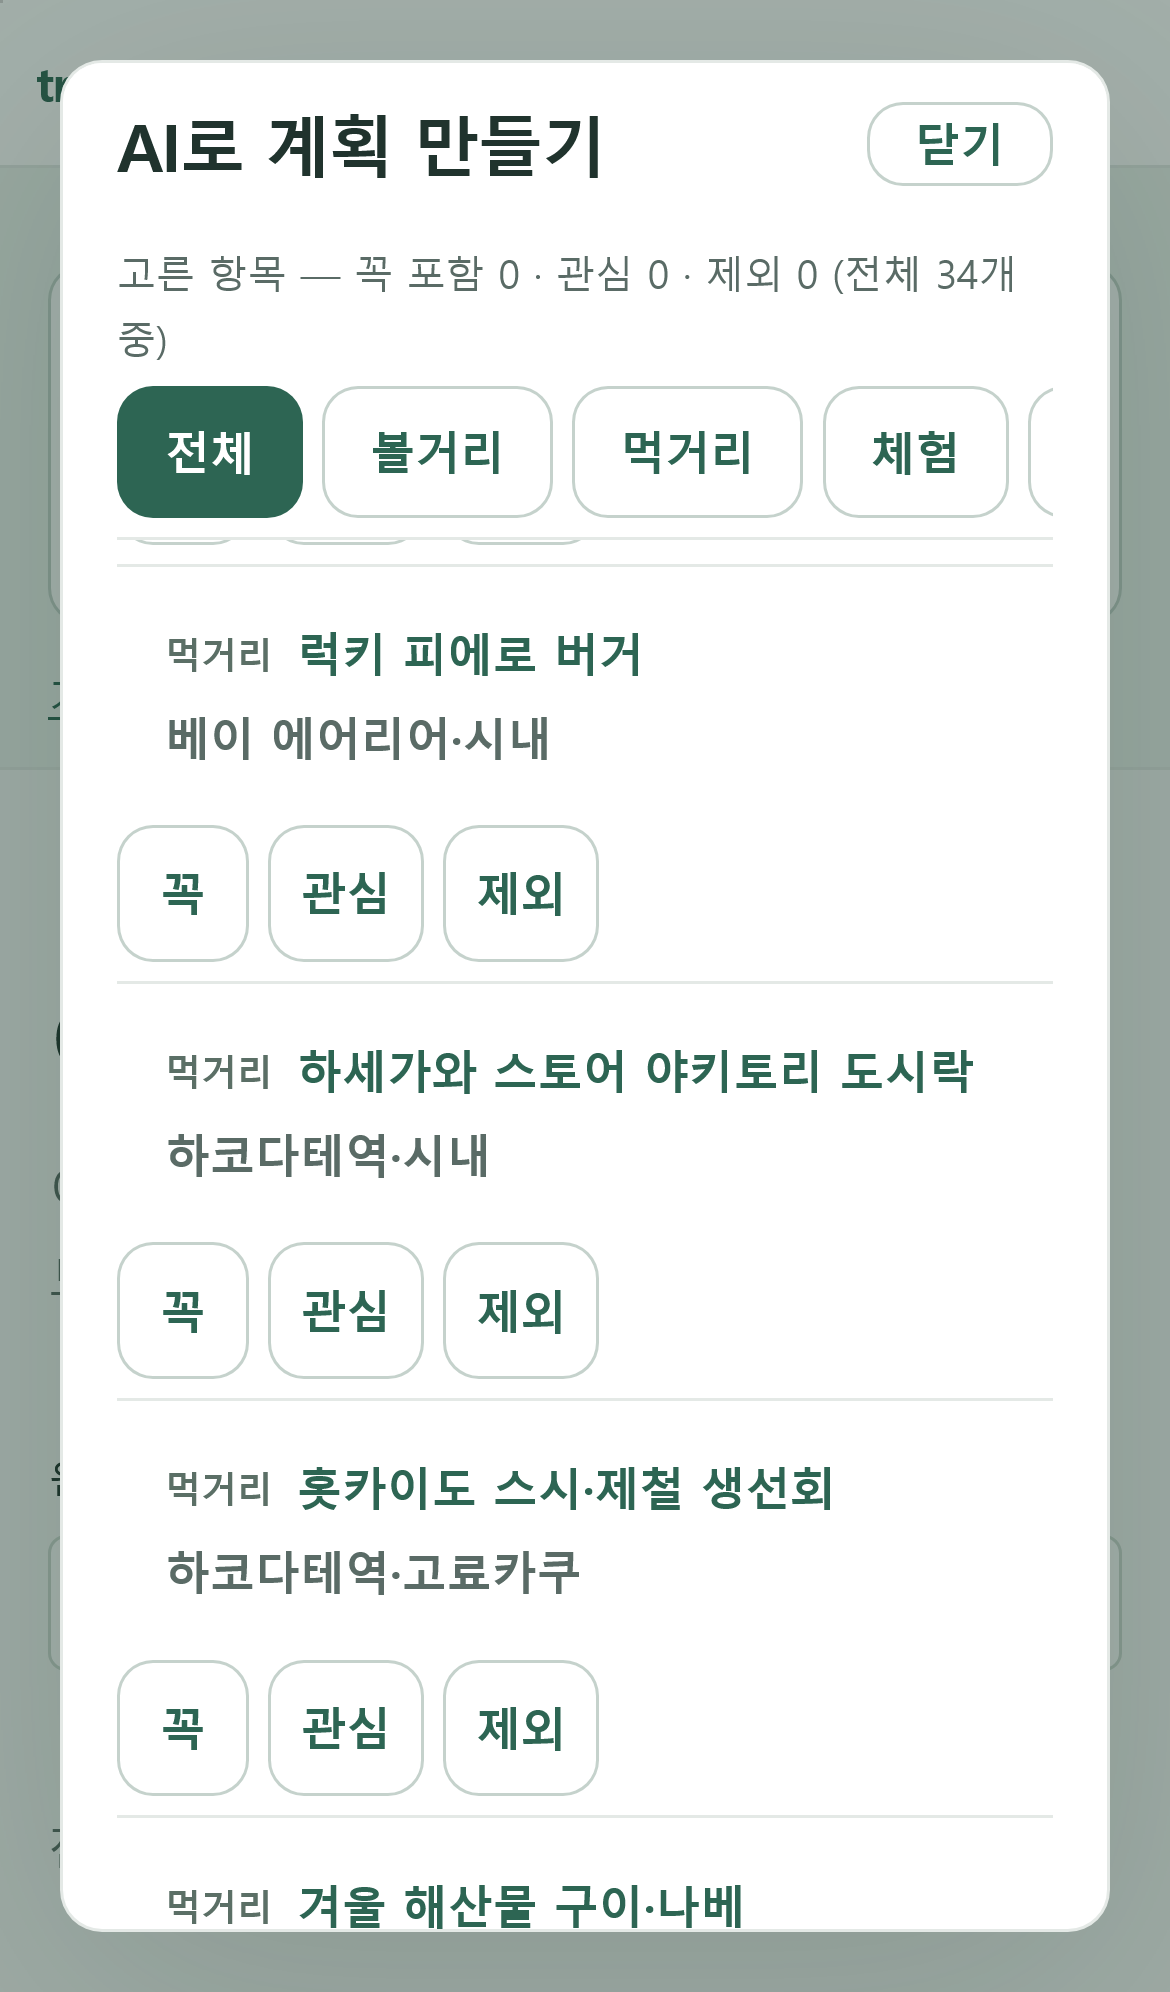 tr
AI로 계획 만들기
닫기
고른 항목 — 꼭 포함 0 · 관심 0 · 제외 0 (전체 34개
중)
전체 볼거리 먹거리 체험
먹거리 럭키 피에로 버거
베이 에어리어·시내
꼭 관심 제외
먹거리 하세가와 스토어 야키토리 도시락
하코다테역·시내
꼭 관심 제외
먹거리 홋카이도 스시·제철 생선회
하코다테역·고료카쿠
꼭 관심 제외
먹거리 겨울 해산물 구이·나베